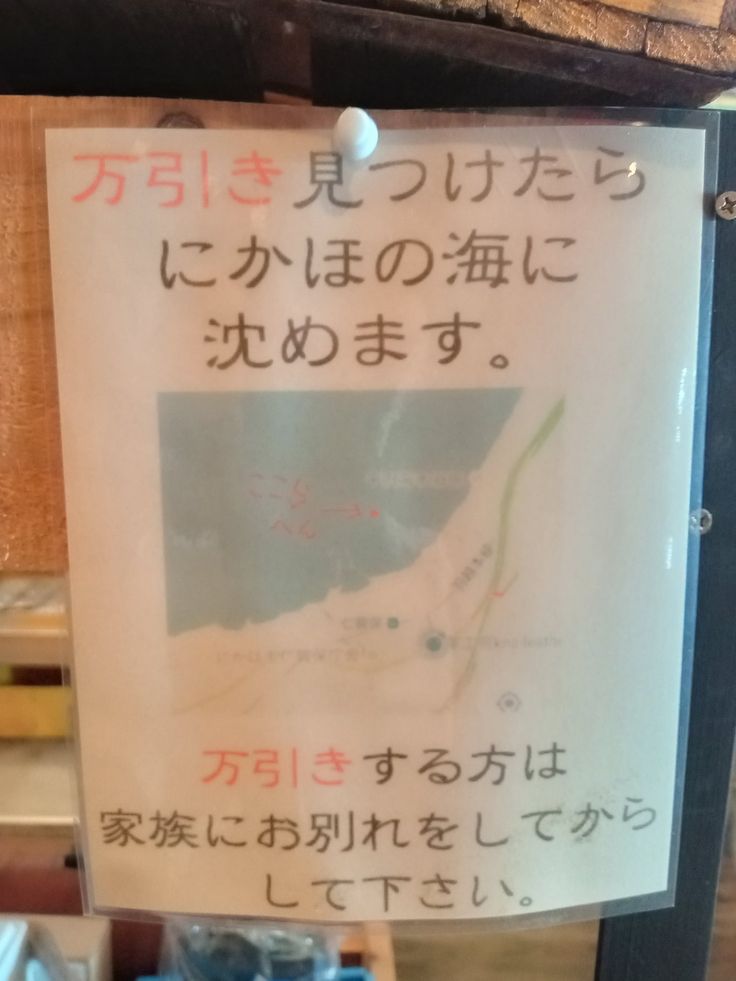 万引き見つけたら
にかほの海に
沈めます。
ここら
へん
万引きする方は
家族にお別れをしてから
して下さい。